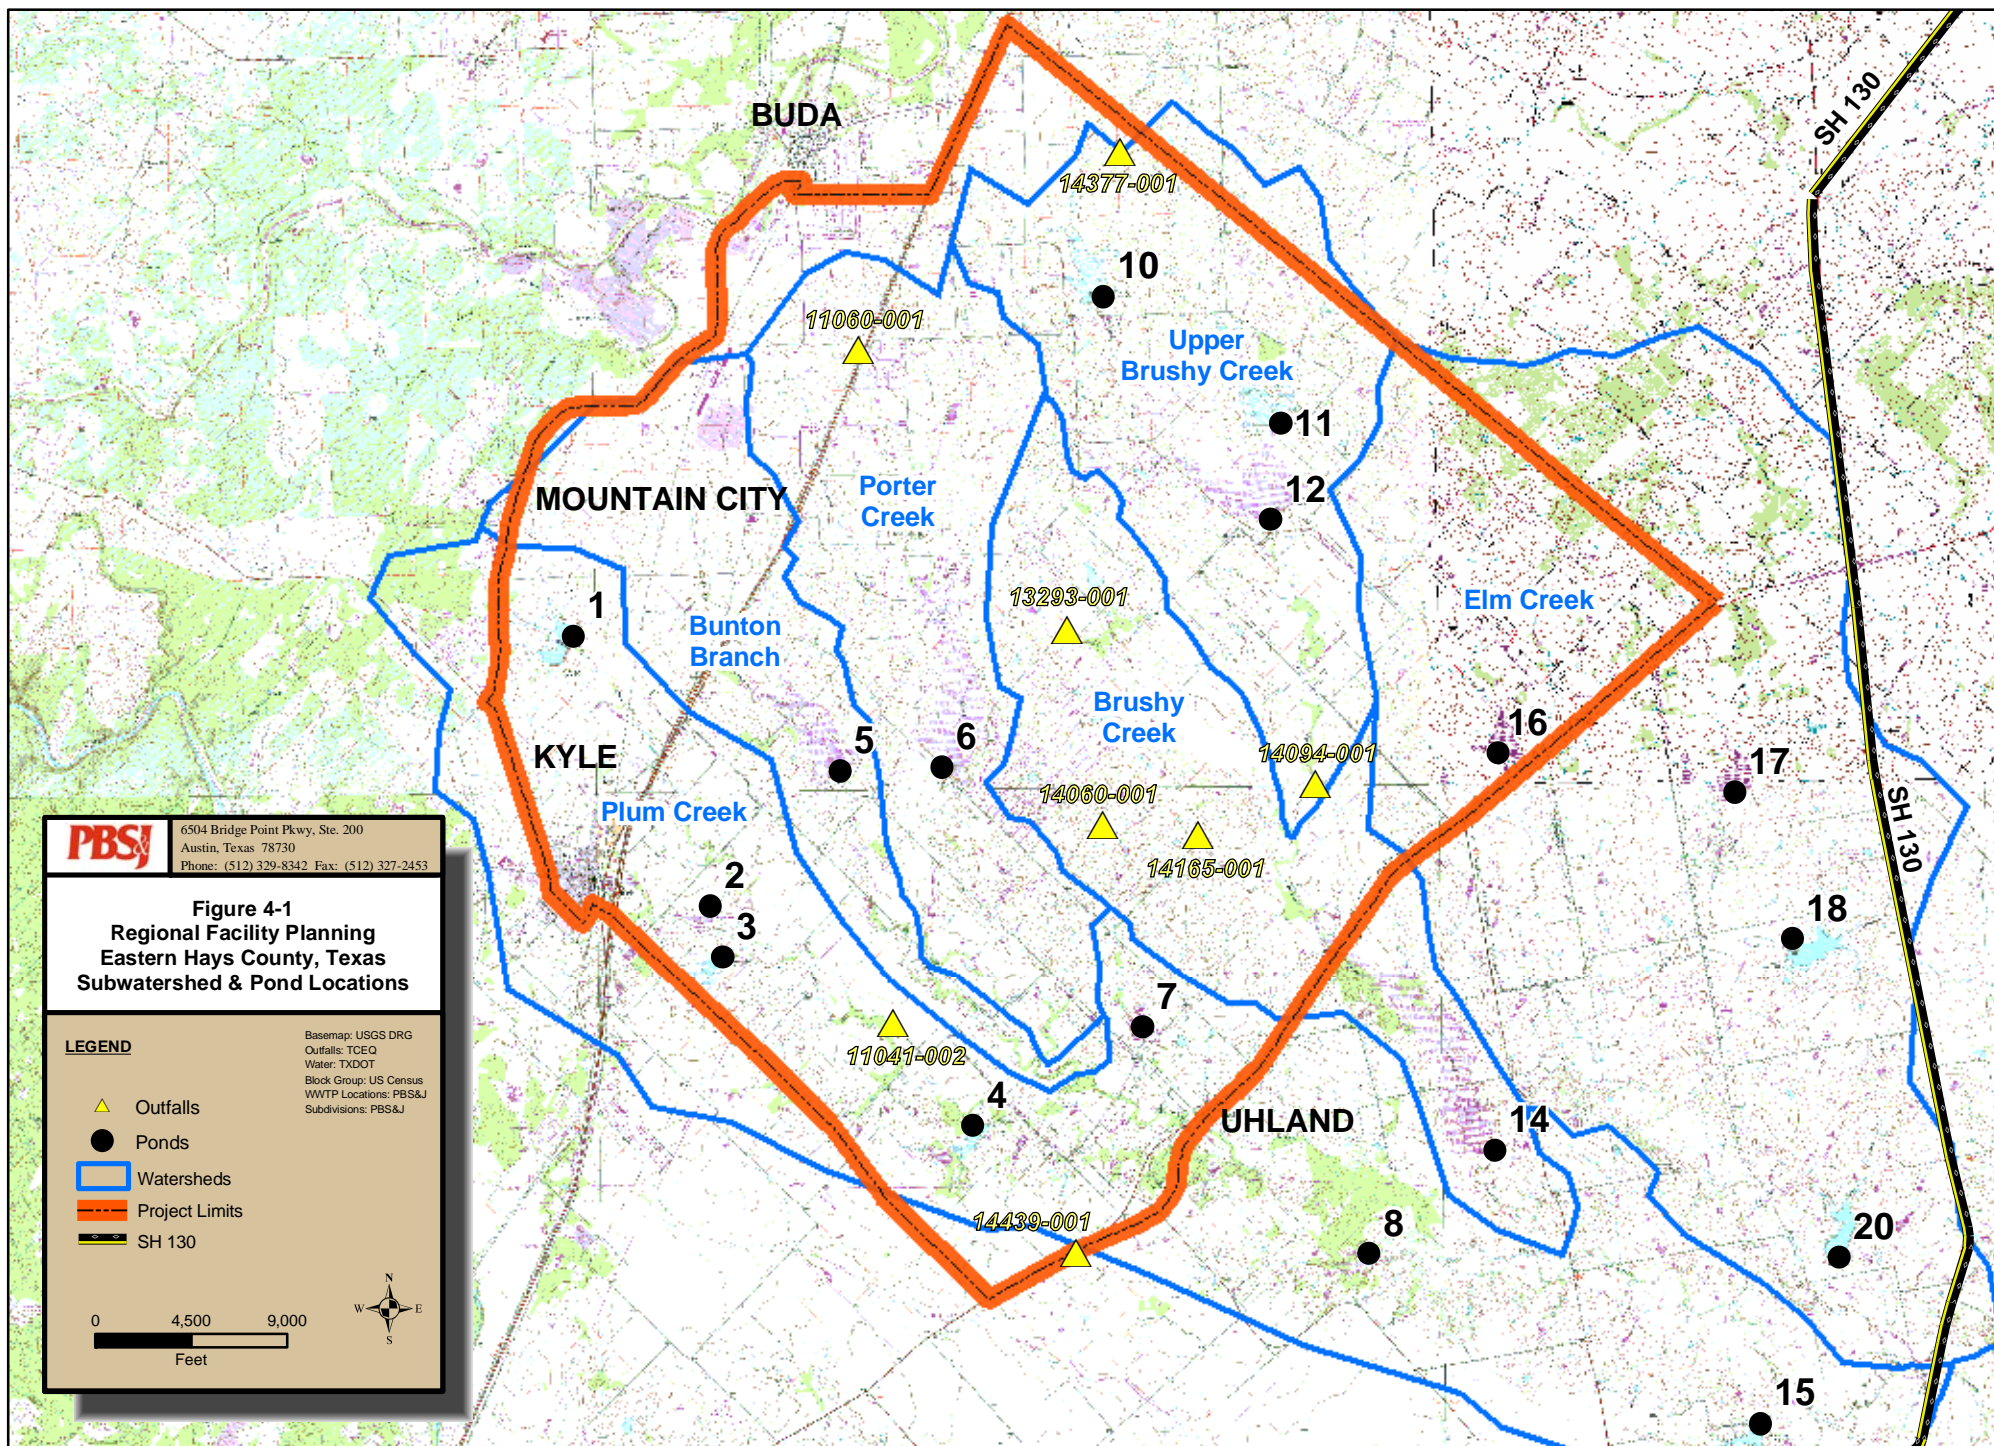 BUDA
SH 130
14377-001
10
11060-001
Upper
Brushy Creek
11
MOUNTAIN CITY
Porter
Creek
12
13293-001
Elm Creek
1
Bunton
Branch
Brushy
Creek
KYLE
5
6
14094-001
16
17
Plum Creek
14060-001
SH 130
14165-001
2
3
18
7
11041-002
4
UHLAND
14
14439-001
8
20
15
PBS&J
6504 Bridge Point Pkwy, Ste. 200
Austin, Texas 78730
Phone: (512) 329-8342 Fax: (512) 327-2453
Figure 4-1
Regional Facility Planning
Eastern Hays County, Texas
Subwatershed & Pond Locations
LEGEND
Basemap: USGS DRG
Outfalls: TCEQ
Water: TXDOT
Block Group: US Census
WWTP Locations: PBS&J
Subdivisions: PBS&J
Outfalls
Ponds
Watersheds
Project Limits
SH 130
N
W E
S
0 4,500 9,000
Feet